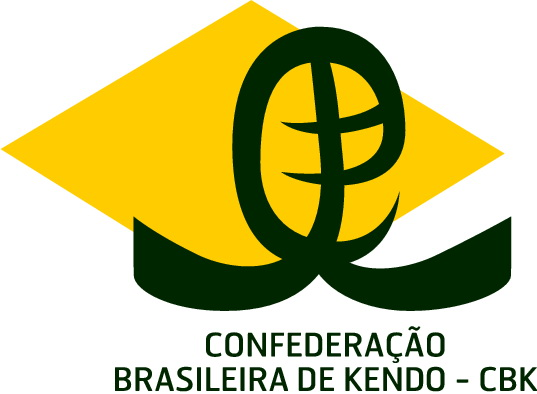 CONFEDERAÇÃO
BRASILEIRA DE KENDO - CBK